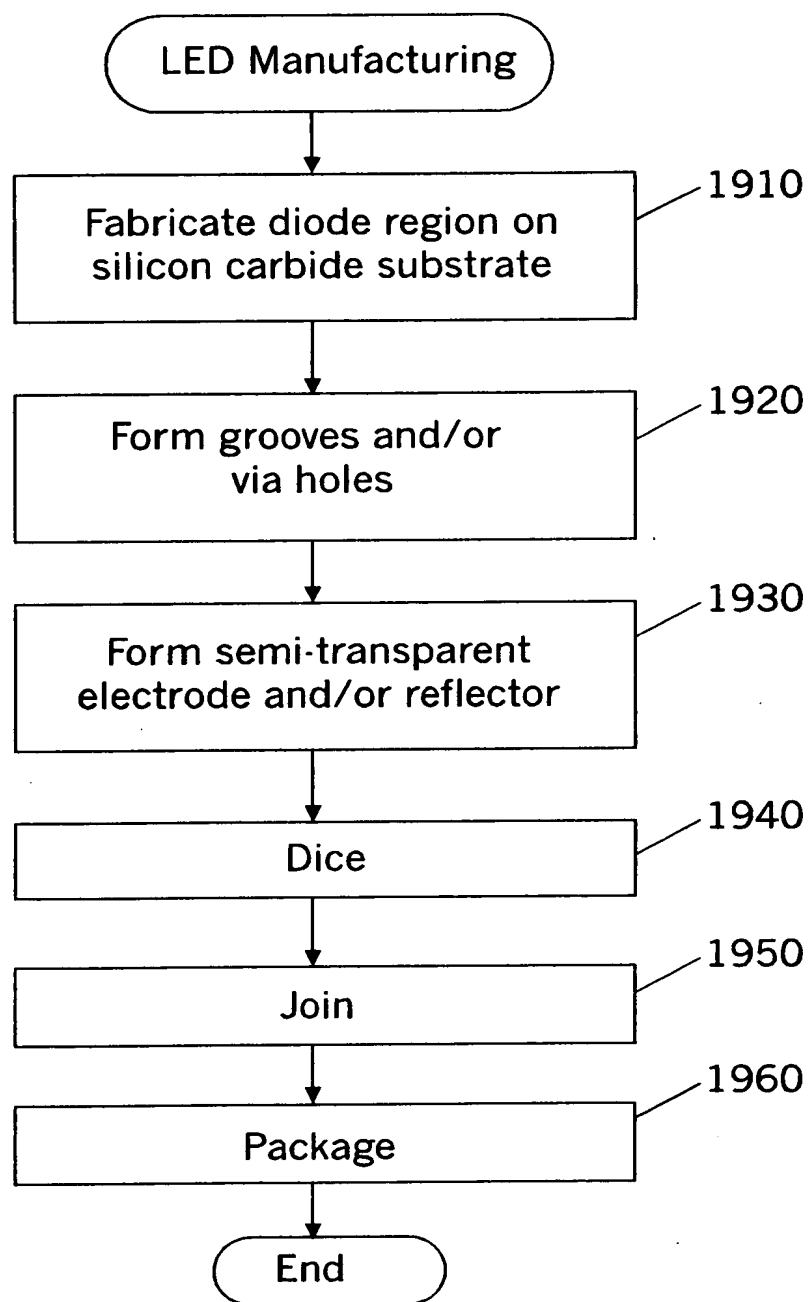 LED Manufacturing
1910
Fabricate diode region on
silicon carbide substrate
1920
Form grooves and/or
via holes
1930
Form semi-transparent
electrode and/or reflector
1940
Dice
1950
Join
1960
Package
End